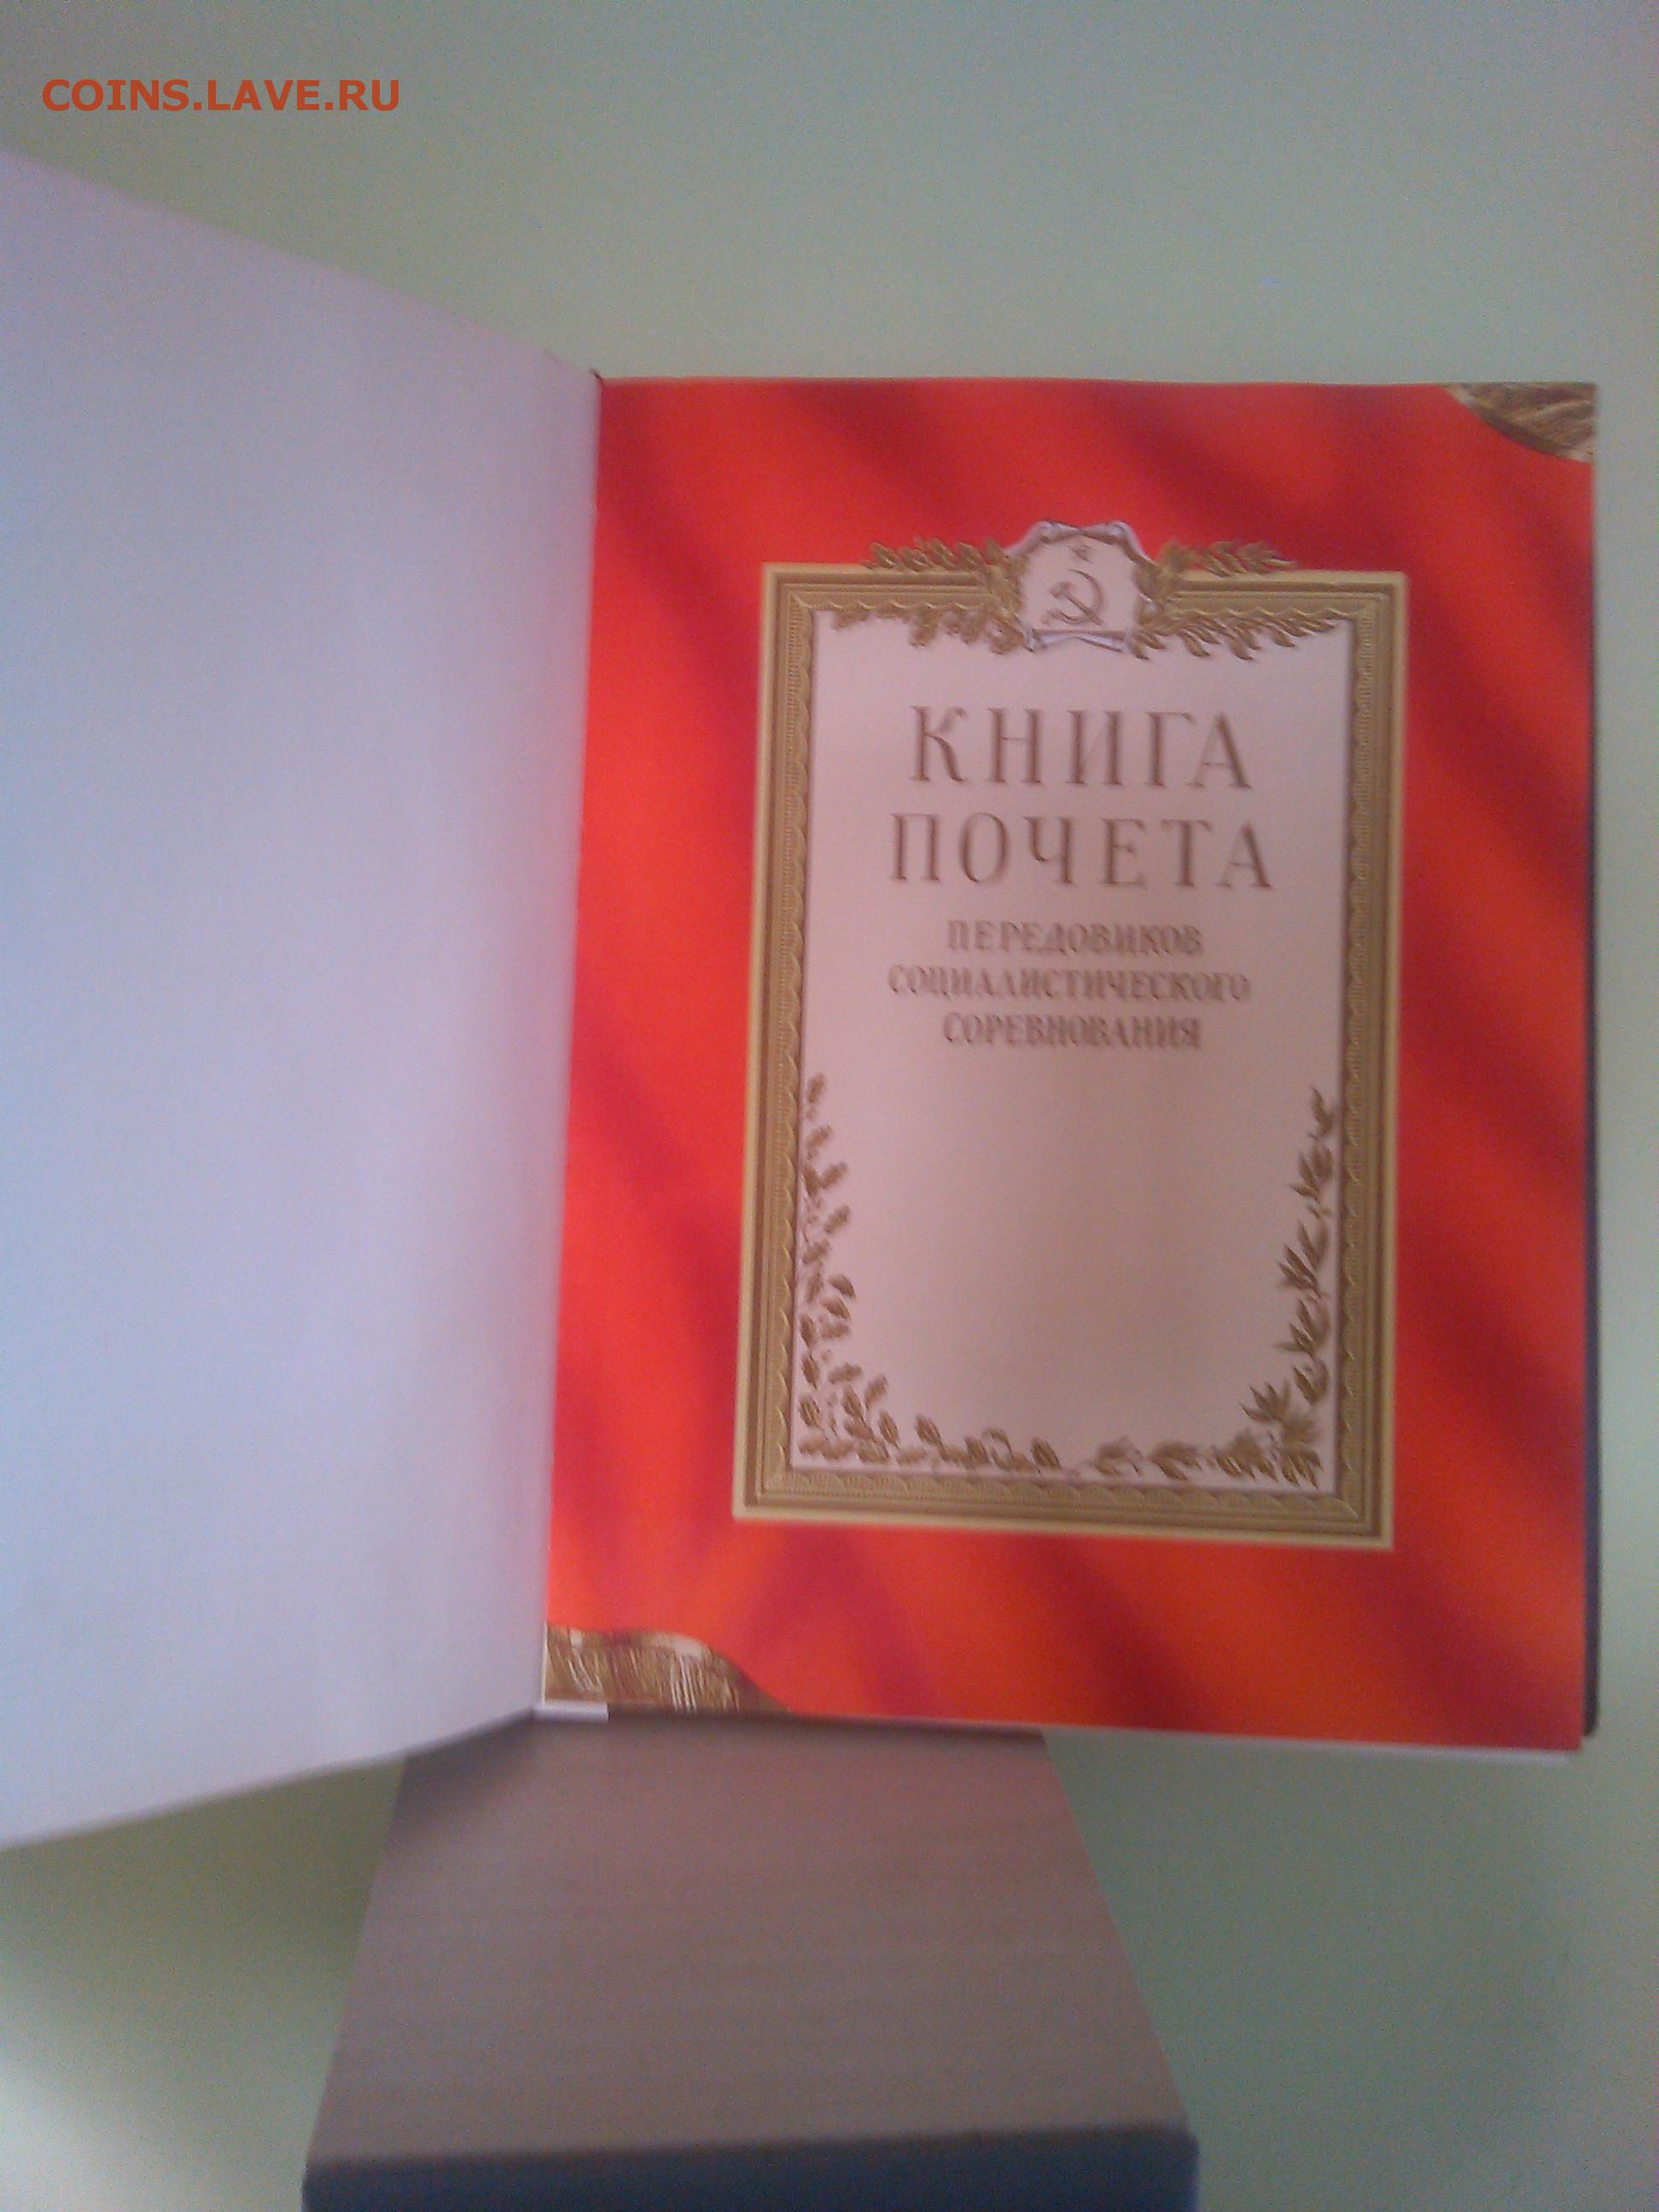 COINS.LAVE.RU
КНИГА
ПОЧЕТА
ПЕРЕДОВИКОВ
СОЦИАЛИСТИЧЕСКОГО
СОРЕВНОВАНИЯ